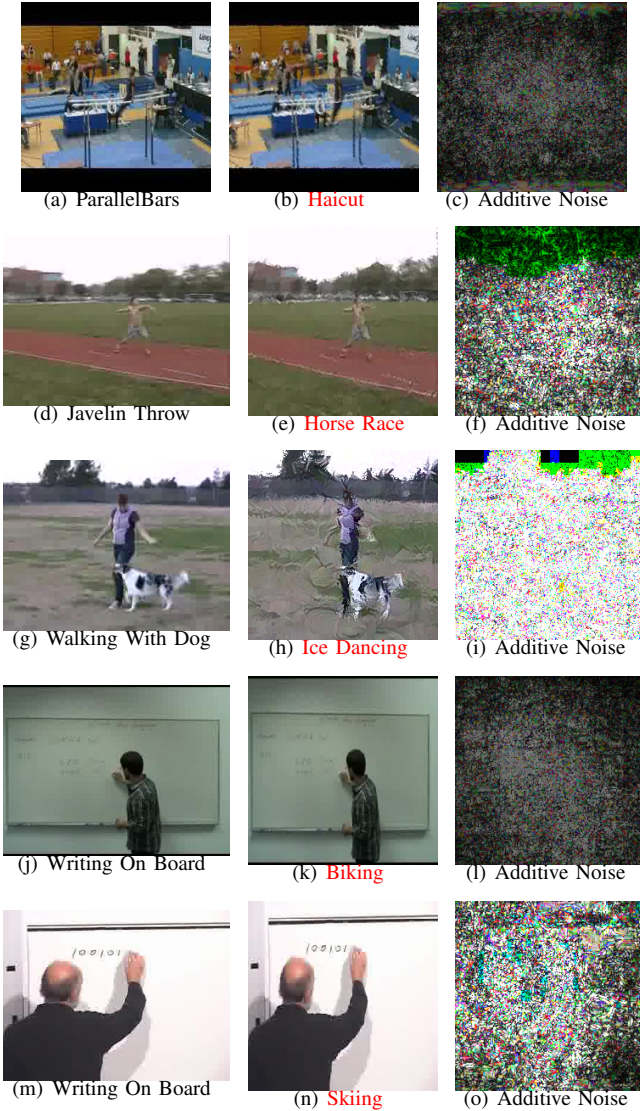 (a) ParallelBars
(b) Haicut
(c) Additive Noise
(d) Javelin Throw
(e) Horse Race
(f) Additive Noise
(g) Walking With Dog
(h) Ice Dancing
(i) Additive Noise
(j) Writing On Board
(k) Biking
(l) Additive Noise
100101
100101
(m) Writing On Board
(n) Skiing
(o) Additive Noise